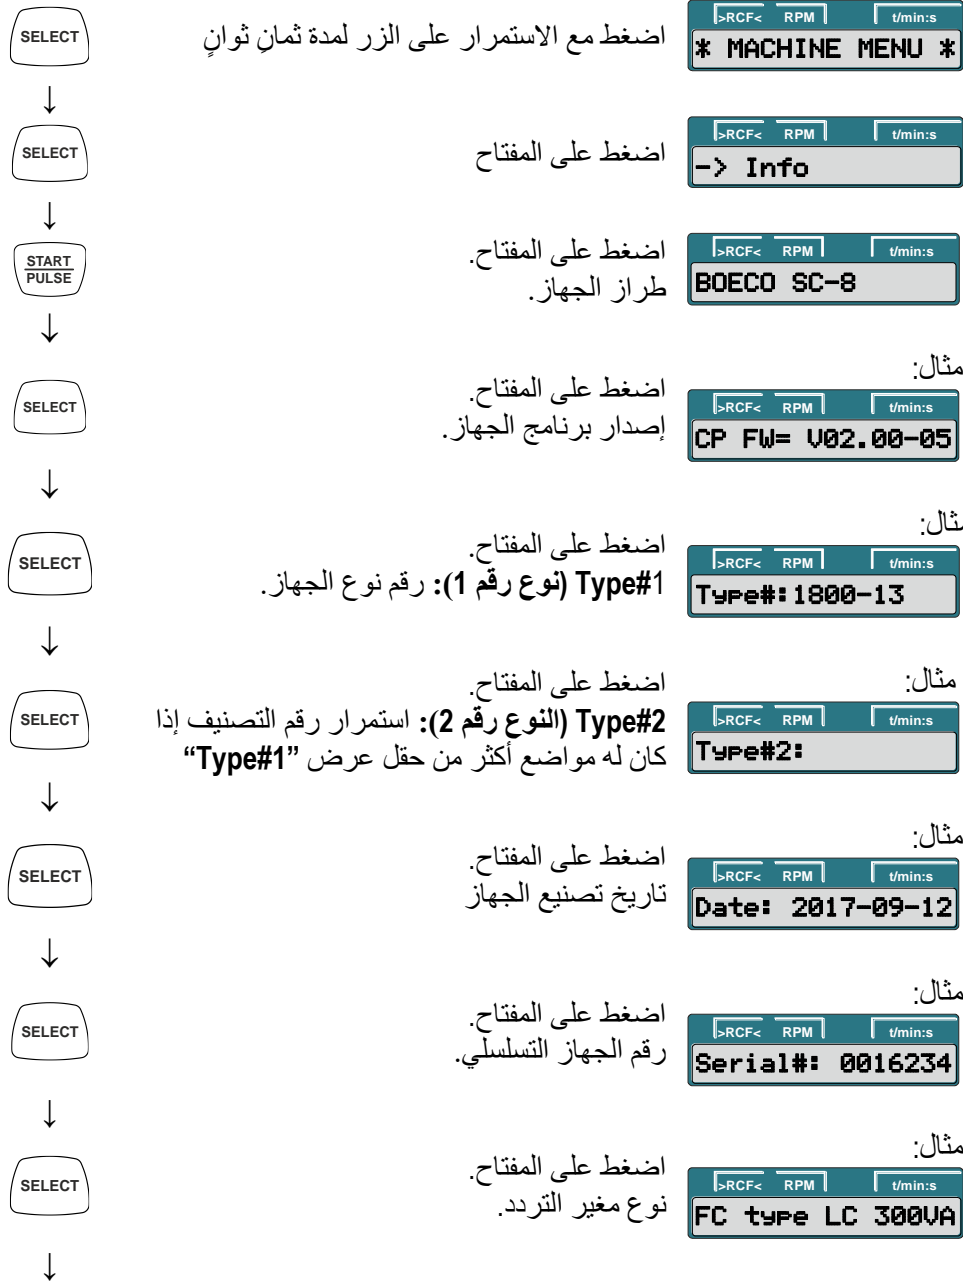 SELECT
اضغط مع الاستمرار على الزر لمدة ثمانِ ثوانٍ
>RCF< RPM t/min:s
* MACHINE MENU *
↓
SELECT
اضغط على المفتاح
>RCF< RPM t/min:s
-> Info
↓
START
PULSE
اضغط على المفتاح.
طراز الجهاز.
>RCF< RPM t/min:s
BOECO SC-8
↓
مثال:
SELECT
اضغط على المفتاح.
إصدار برنامج الجهاز.
>RCF< RPM t/min:s
CP FW= V02.00-05
↓
مثال:
SELECT
اضغط على المفتاح.
Type#1 (نوع رقم 1): رقم نوع الجهاز.
>RCF< RPM t/min:s
Type#:1800-13
↓
مثال:
SELECT
اضغط على المفتاح.
Type#2 (النوع رقم 2): استمرار رقم التصنيف إذا
كان له مواضع أكثر من حقل عرض "Type#1“
>RCF< RPM t/min:s
Type#2:
↓
مثال:
SELECT
اضغط على المفتاح.
تاريخ تصنيع الجهاز
>RCF< RPM t/min:s
Date: 2017-09-12
↓
مثال:
SELECT
اضغط على المفتاح.
رقم الجهاز التسلسلي.
>RCF< RPM t/min:s
Serial#: 0016234
↓
مثال:
SELECT
اضغط على المفتاح.
نوع مغير التردد.
>RCF< RPM t/min:s
FC type LC 300VA
↓